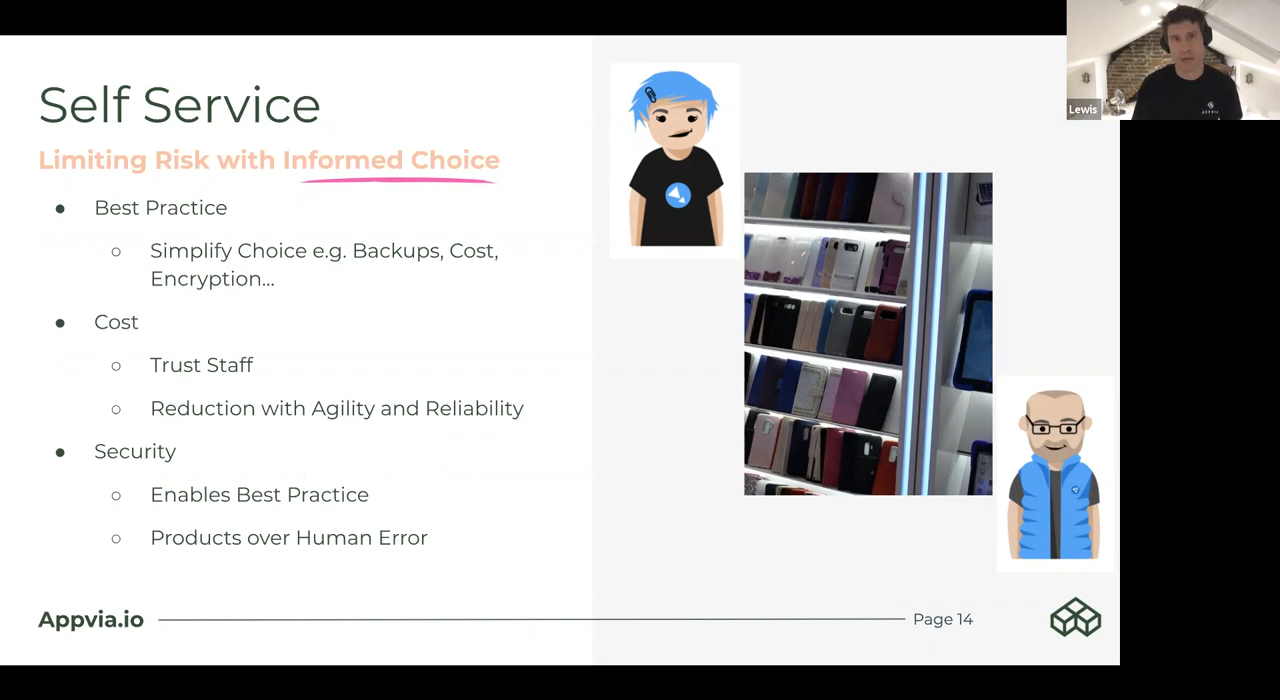 Self Service
Limiting Risk with Informed Choice
● Best Practice
○ Simplify Choice e.g. Backups, Cost,
Encryption...
● Cost
○ Trust Staff
○ Reduction with Agility and Reliability
● Security
○ Enables Best Practice
○ Products over Human Error
Appvia.io
Page 14
Lewis